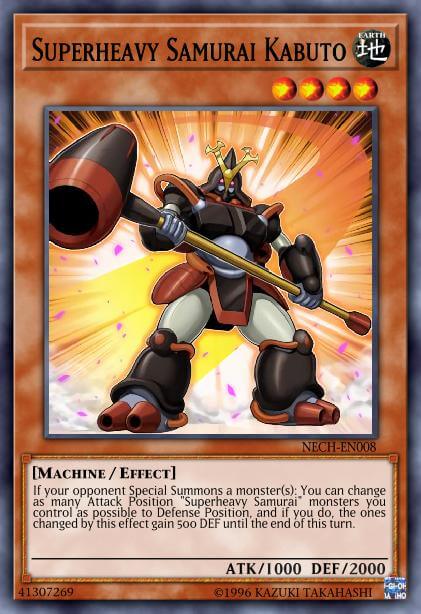 Superheavy Samurai Kabuto
EARTH
地
NECH-EN008
[Machine / Effect]
If your opponent Special Summons a monster(s): You can change
as many Attack Position "Superheavy Samurai" monsters you
control as possible to Defense Position, and if you do, the ones
changed by this effect gain 500 DEF until the end of this turn.
ATK/1000 DEF/2000
41307269
©1996 KAZUKI TAKAHASHI